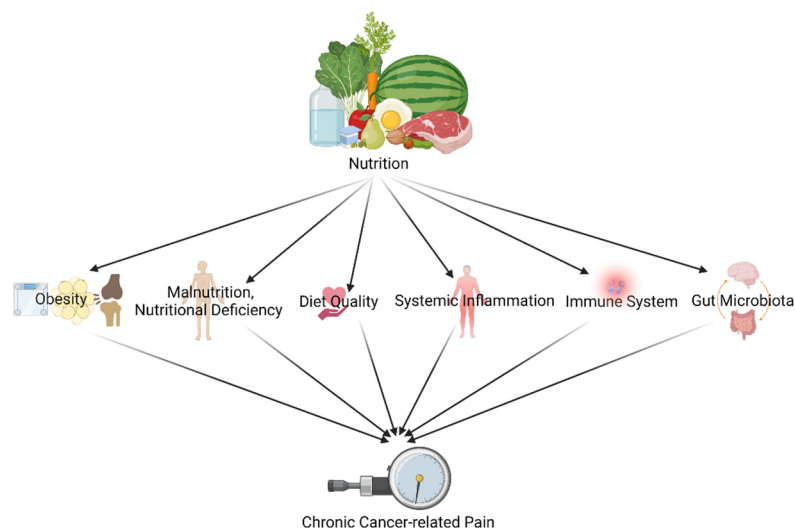 Nutrition
Obesity
Malnutrition,
Nutritional Deficiency
Diet Quality
Systemic Inflammation
Immune System
Gut Microbiota
Chronic Cancer-related Pain